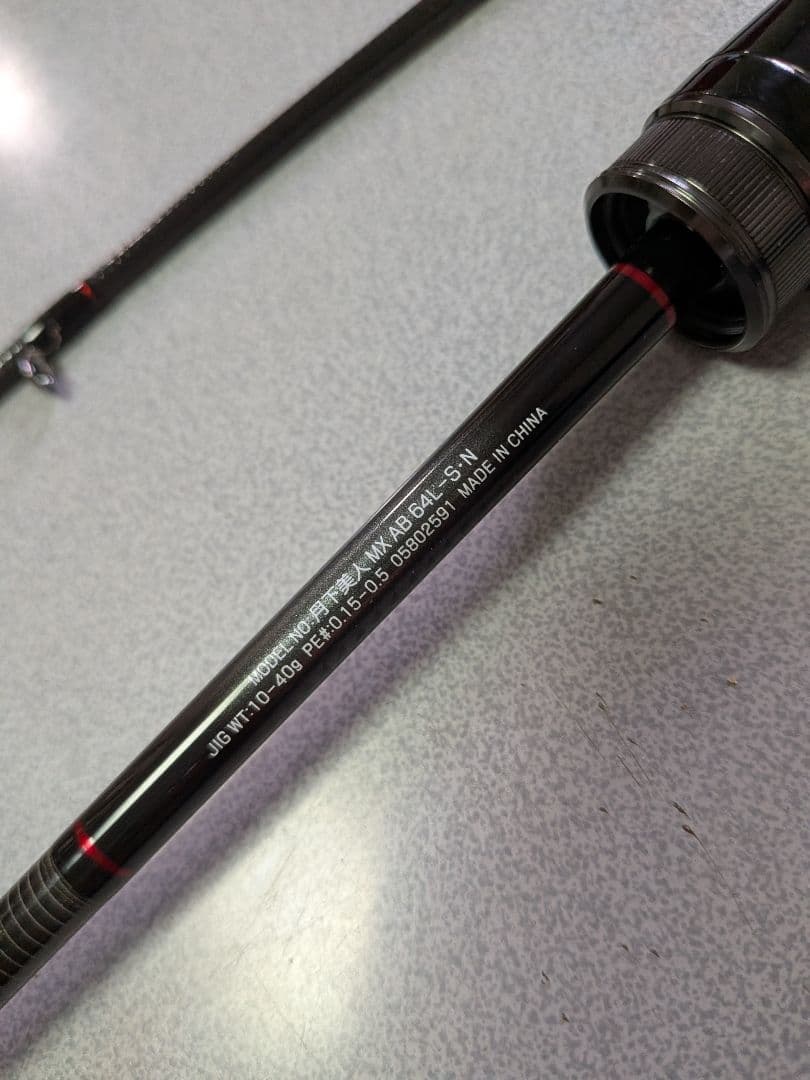 MODEL NO:月下美人 MX AB 64L-S・N
JIG WT:10-40g PE#:0.15-0.5 05802591 MADE IN CHINA